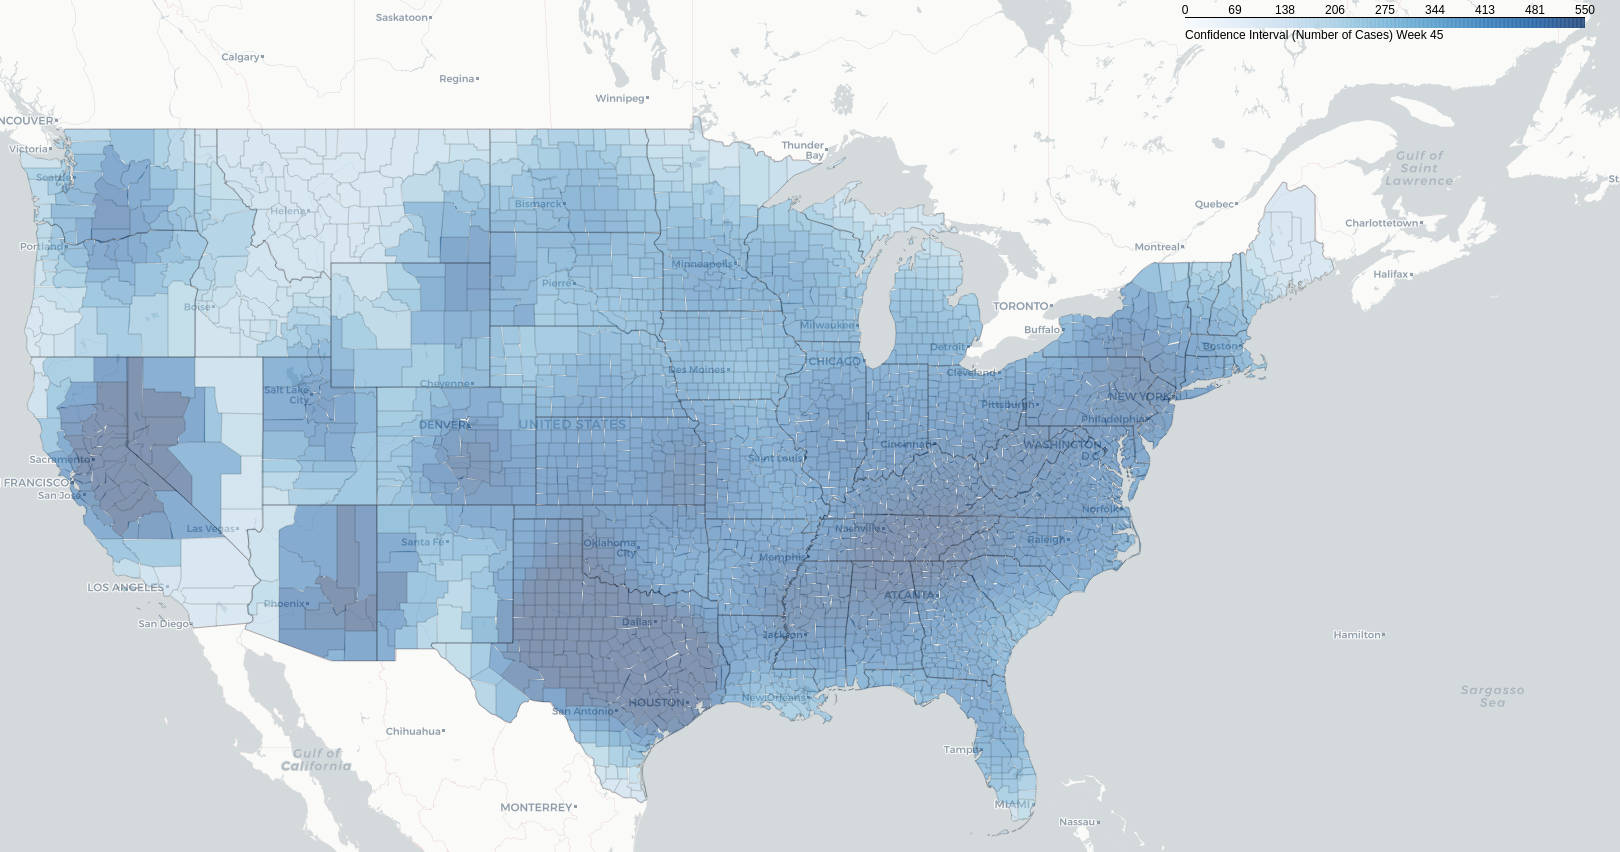 0 69 138 206 275 344 413 481 550
Confidence Interval (Number of Cases) Week 45
Saskatoon
Calgary
Regina
Winnipeg
NCOUVER
Victoria
Thunder
Bay
Gulf of
Saint
Lawrence
St
Seattle
Bismarck
Helena
Quebec
Charlottetown
Portland
Montreal
Minneapolis
Halifax
Pierre
Boise
TORONTO
Buffalo
Milwaukee
Detroit
Boston
CHICAGO
Des Moines
Cleveland
Cheyenne
Salt Lake
City
NEW YORK
Pittsburgh
Philadelphia
DENVER
UNITED STATES
Cincinnati
WASHINGTON
D.C.
Sacramento
Saint Louis
FRANCISCO
San Jose
Norfolk
Las Vegas
Nashville
Santa Fe
Oklahoma
City
Raleigh
Memphis
LOS ANGELES
ATLANTA
Phoenix
San Diego
Dallas
Jackson
Hamilton
Sargasso
Sea
New Orleans
HOUSTON
San Antonio
Chihuahua
Gulf of
California
Tampa
MIAMI
MONTERREY
Nassau